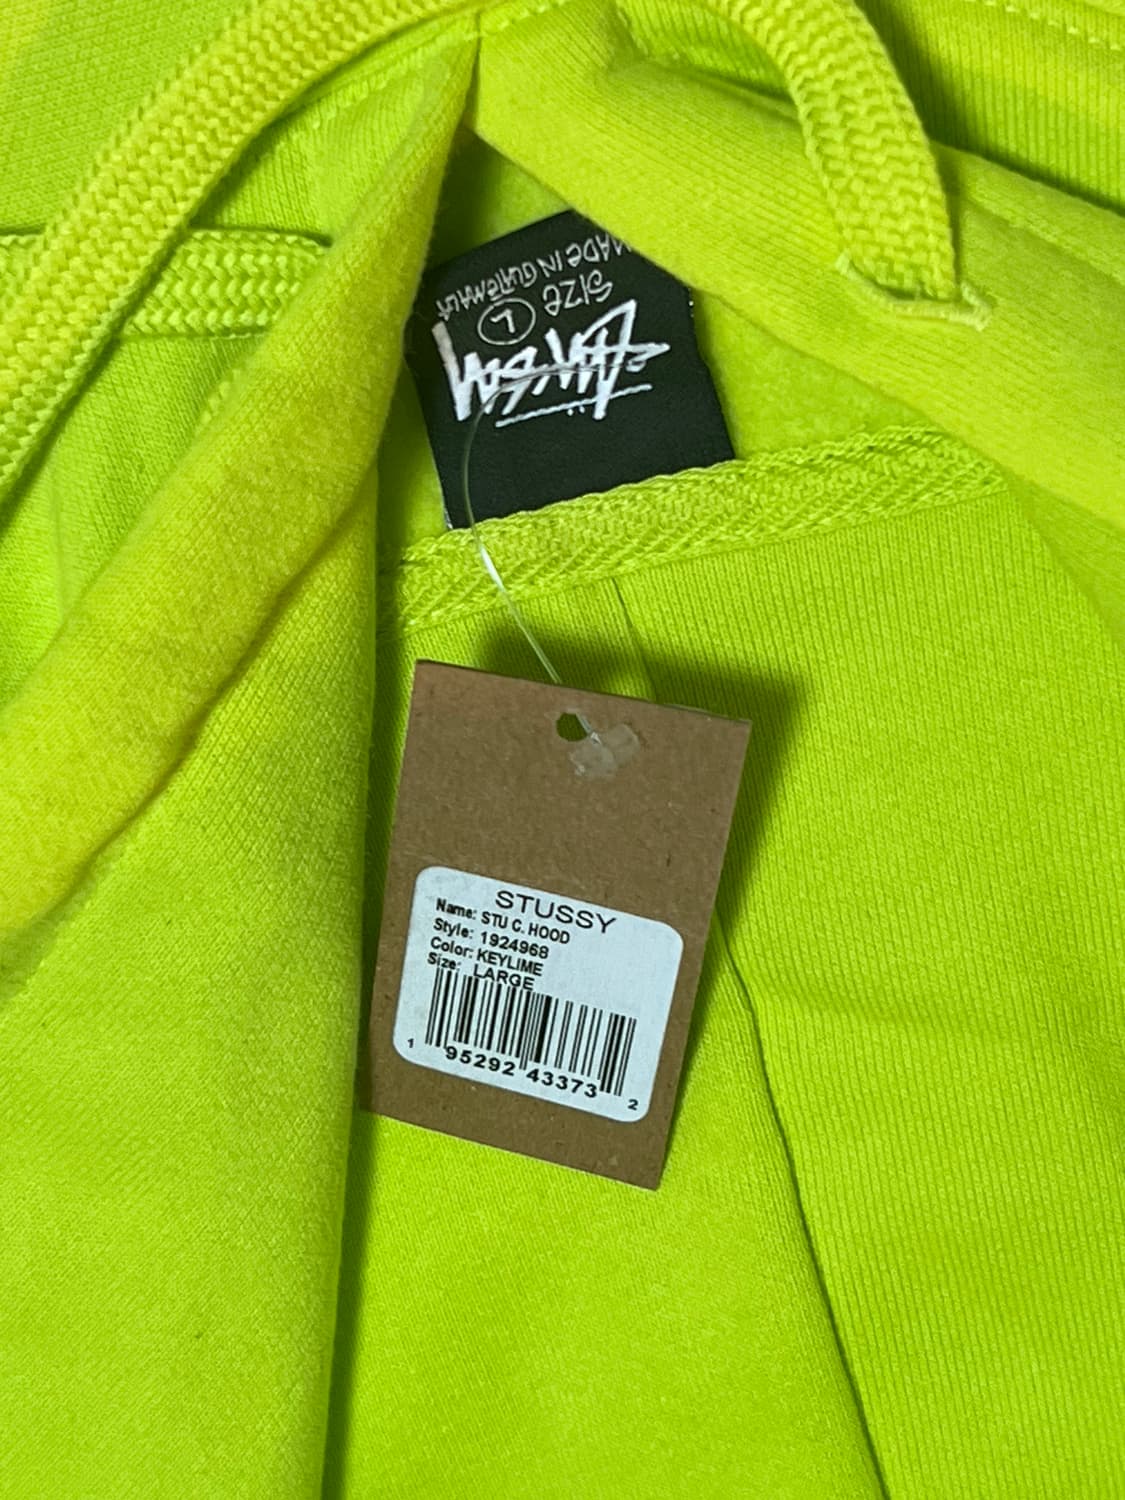 MADE IN GUATEMALA
SIZE
L
Stüssy
STUSSY
Name: STU C. HOOD
Style: 1924968
Color: KEYLIME
Size: LARGE
1 95292 43373 2